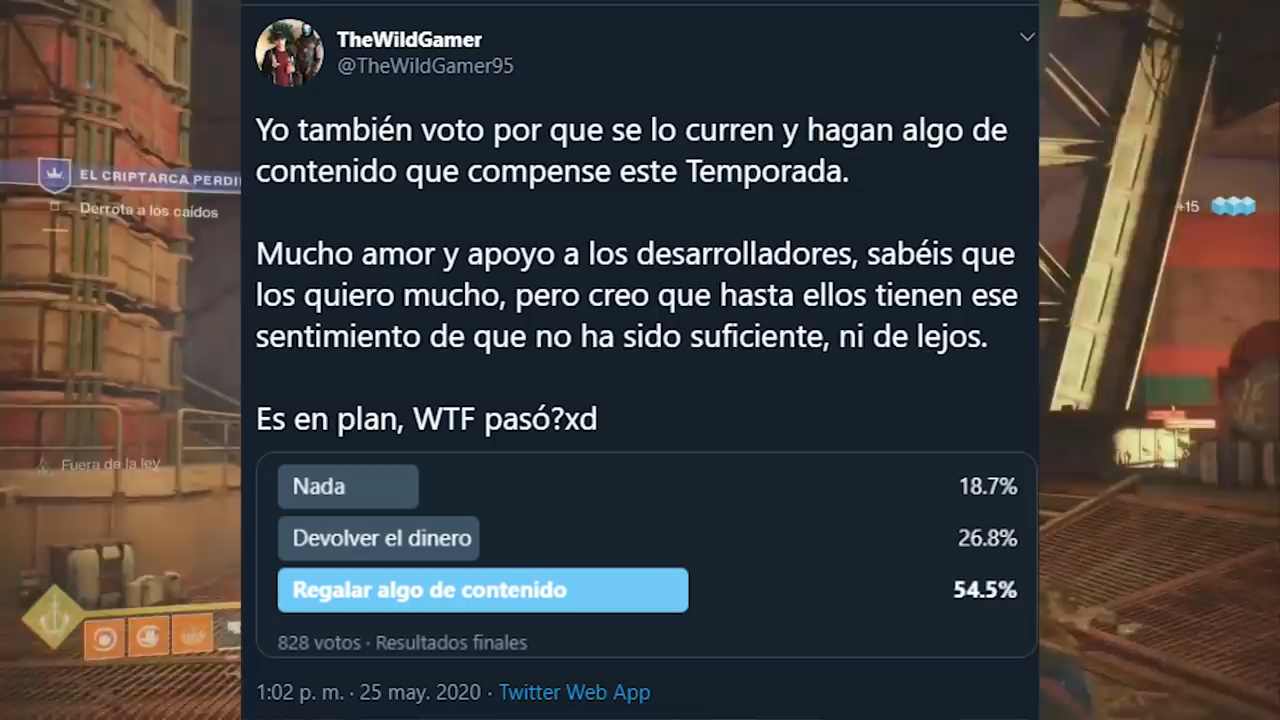 TheWildGamer
@TheWildGamer95
Yo también voto por que se lo curren y hagan algo de
contenido que compense este Temporada.
Mucho amor y apoyo a los desarrolladores, sabéis que
los quiero mucho, pero creo que hasta ellos tienen ese
sentimiento de que no ha sido suficiente, ni de lejos.
Es en plan, WTF pasó?xd
Nada 18.7%
Devolver el dinero 26.8%
Regalar algo de contenido 54.5%
828 votos · Resultados finales
1:02 p. m. · 25 may. 2020 · Twitter Web App
EL CRIPTARCA PERDI
Derrota a los caídos
Fuera de la ley
+15